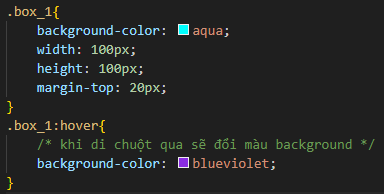 .box_1{
    background-color: aqua;
    width: 100px;
    height: 100px;
    margin-top: 20px;
}
.box_1:hover{
    /* khi di chuột qua sẽ đổi màu background */
    background-color: blueviolet;
}